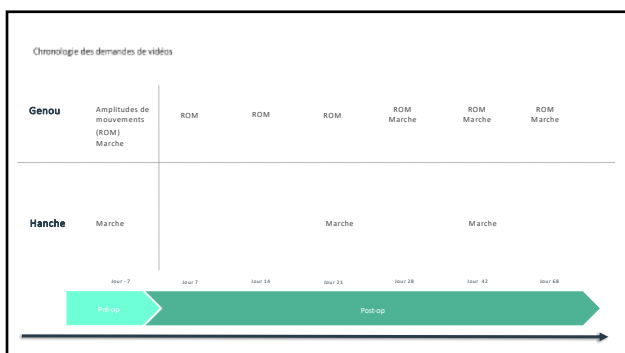 Chronologie des demandes de vidéos
Genou
Amplitudes de
mouvements
(ROM)
Marche
ROM
ROM
ROM
ROM
Marche
ROM
Marche
ROM
Marche
Hanche
Marche
Marche
Marche
Jour - 7
Jour 7
Jour 14
Jour 21
Jour 28
Jour 42
Jour 68
Pré-op
Post-op